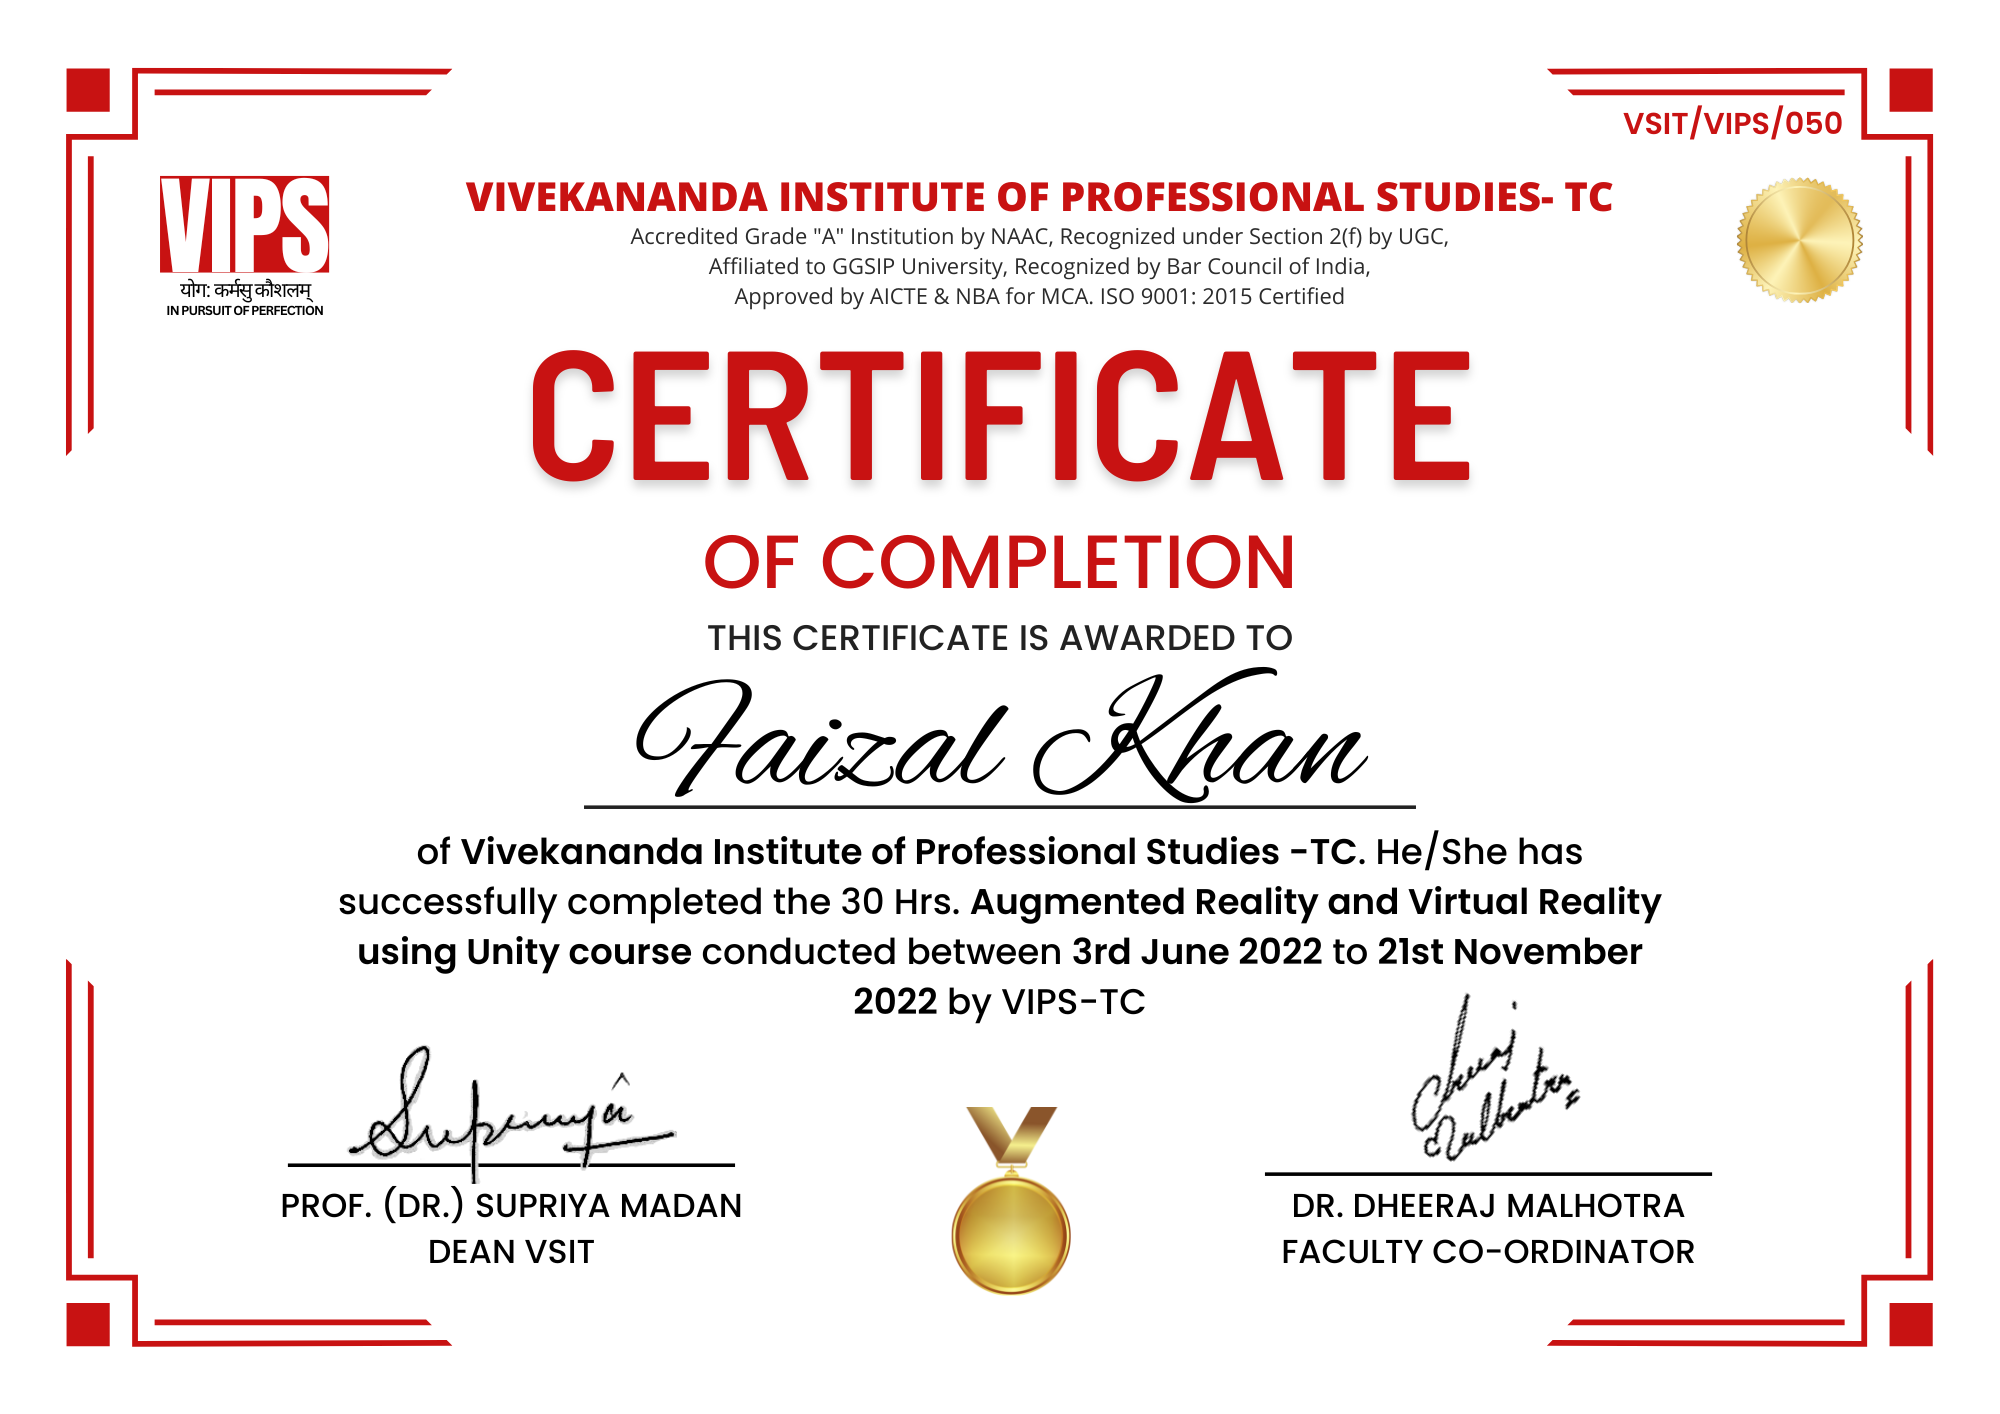 VSIT/VIPS/050
VIPS
योग: कर्मसु कौशलम्
IN PURSUIT OF PERFECTION
VIVEKANANDA INSTITUTE OF PROFESSIONAL STUDIES- TC
Accredited Grade "A" Institution by NAAC, Recognized under Section 2(f) by UGC,
Affiliated to GGSIP University, Recognized by Bar Council of India,
Approved by AICTE & NBA for MCA. ISO 9001: 2015 Certified
CERTIFICATE
OF COMPLETION
THIS CERTIFICATE IS AWARDED TO
Faizal Khan
of Vivekananda Institute of Professional Studies -TC. He/She has
successfully completed the 30 Hrs. Augmented Reality and Virtual Reality
using Unity course conducted between 3rd June 2022 to 21st November
2022 by VIPS-TC
Supriya
Dheeraj
Malhotra
PROF. (DR.) SUPRIYA MADAN
DEAN VSIT
DR. DHEERAJ MALHOTRA
FACULTY CO-ORDINATOR